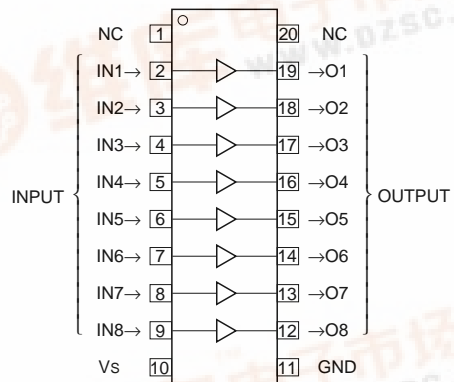 NC 1 20 NC
IN1→ 2 19 →O1
IN2→ 3 18 →O2
IN3→ 4 17 →O3
IN4→ 5 16 →O4
INPUT OUTPUT
IN5→ 6 15 →O5
IN6→ 7 14 →O6
IN7→ 8 13 →O7
IN8→ 9 12 →O8
Vs 10 11 GND
www.dzsc.